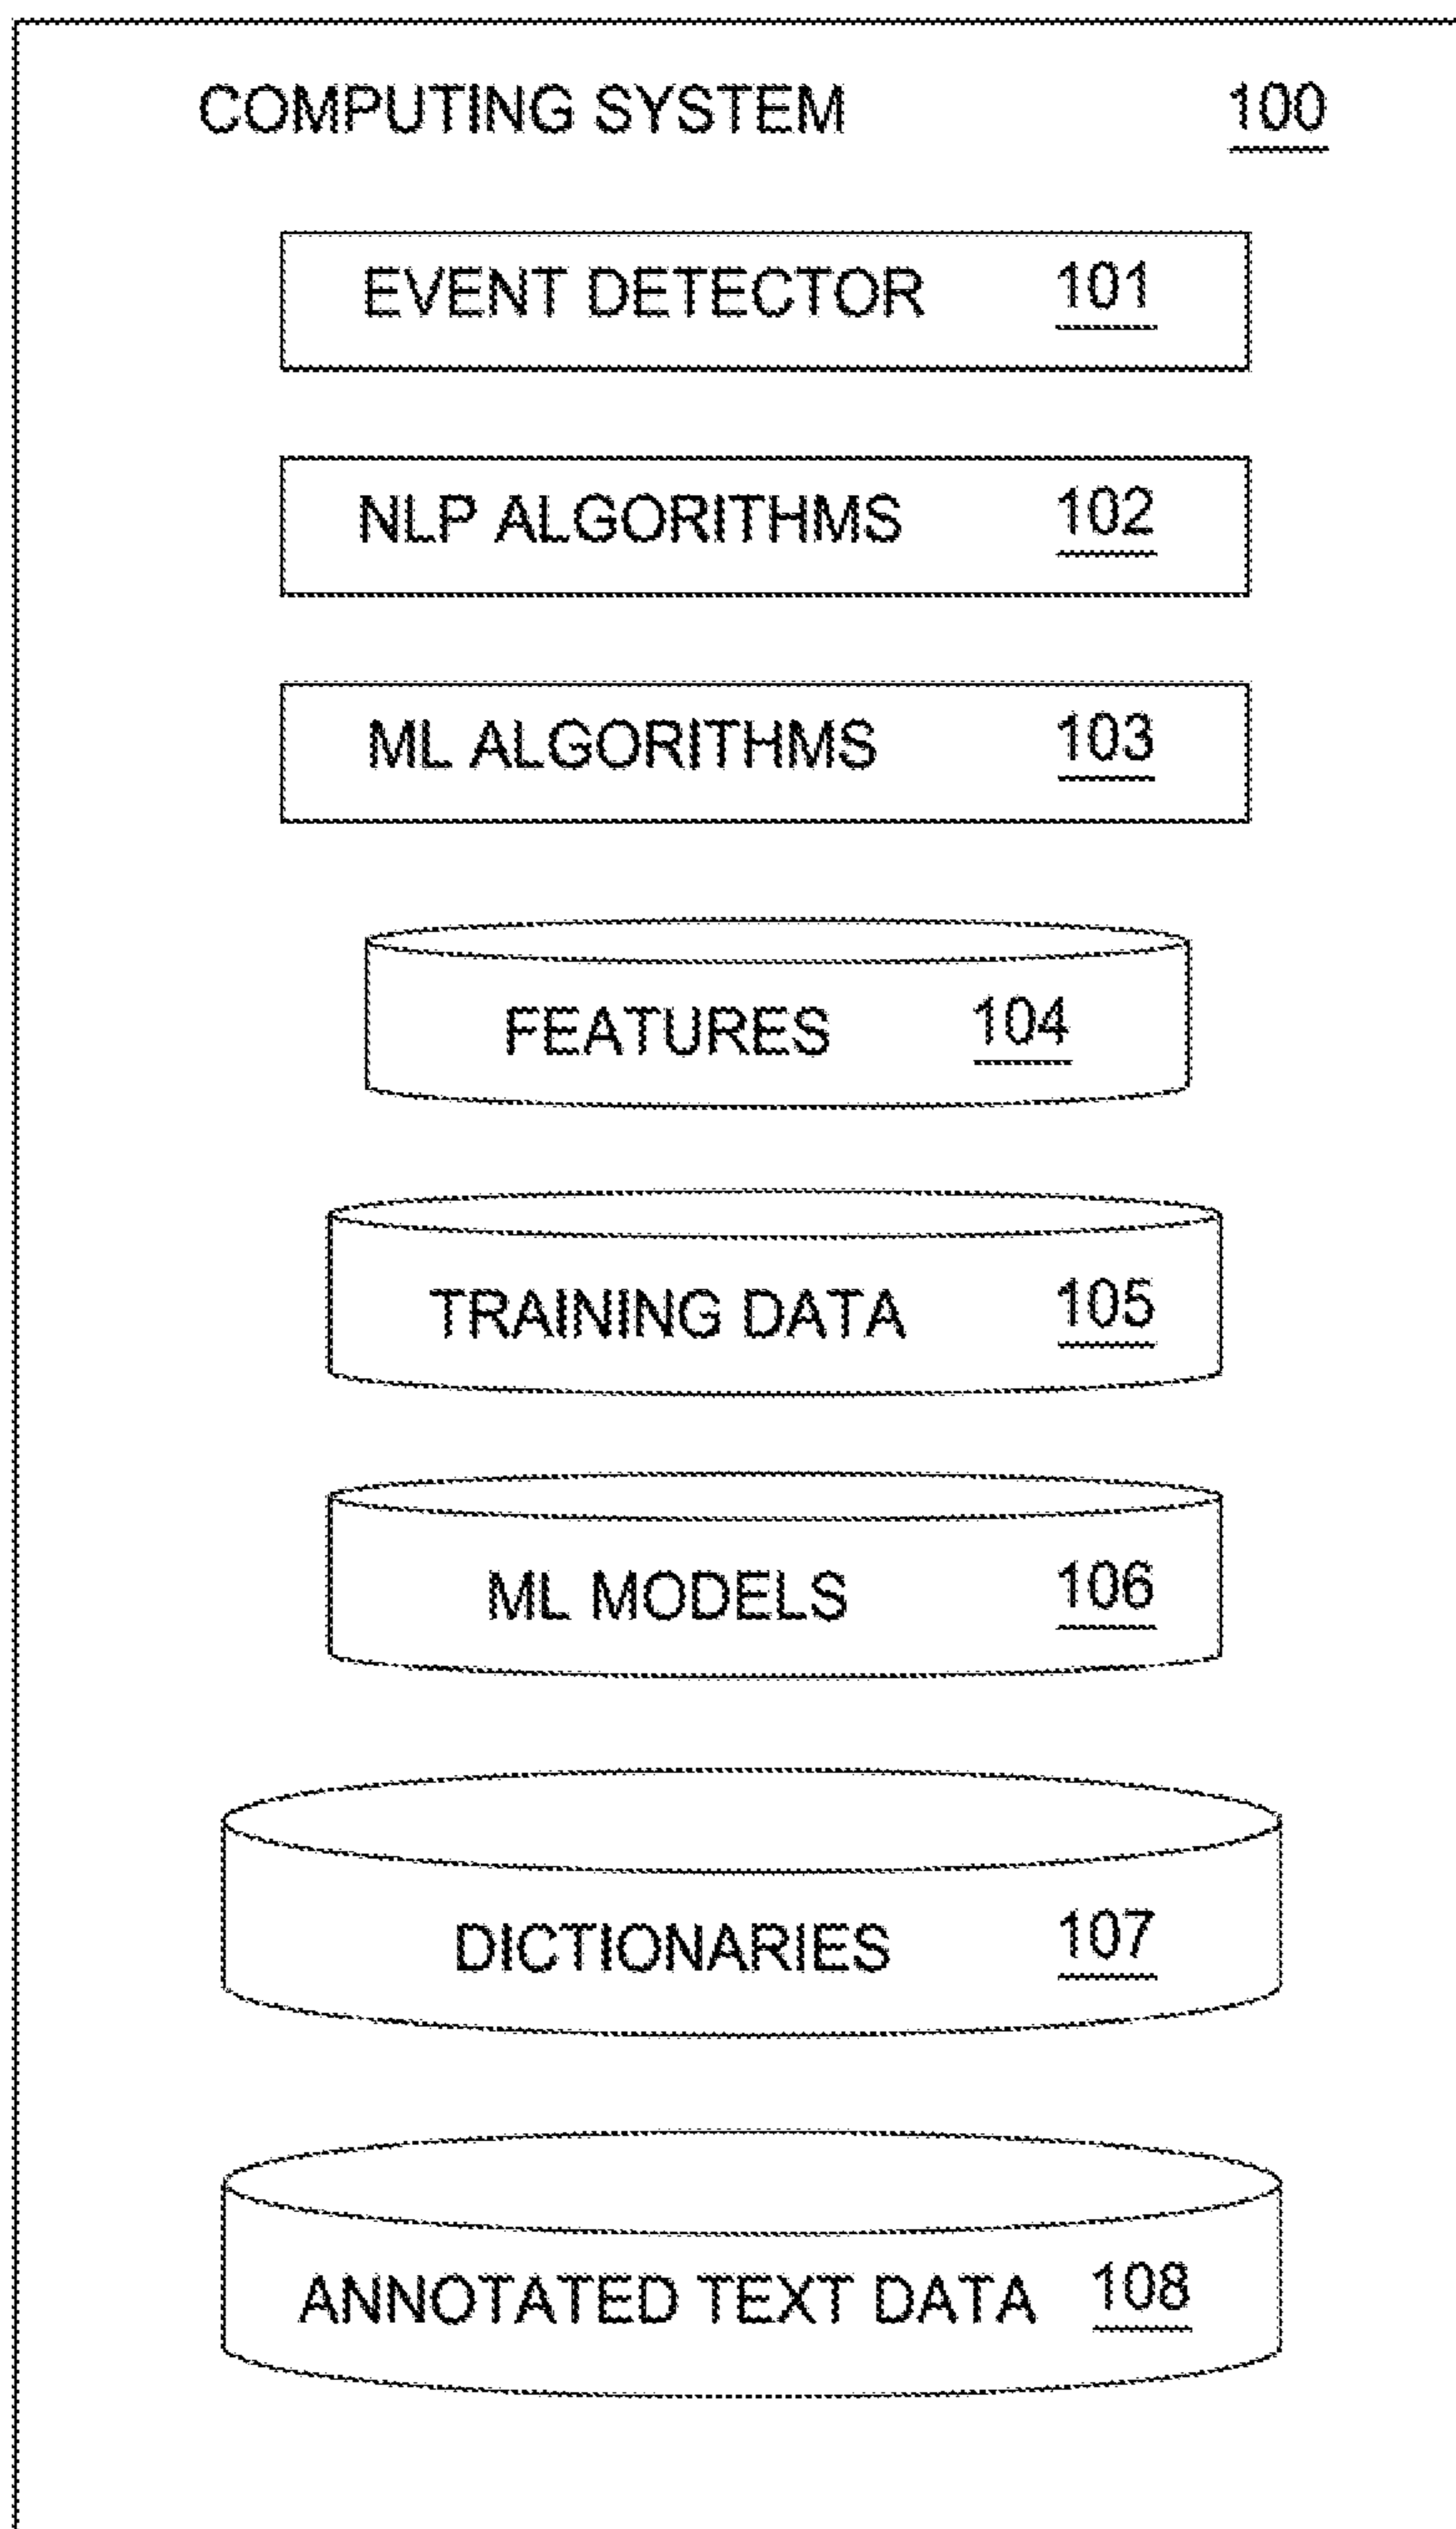 COMPUTING SYSTEM 100
EVENT DETECTOR 101
NLP ALGORITHMS 102
ML ALGORITHMS 103
FEATURES 104
TRAINING DATA 105
ML MODELS 106
DICTIONARIES 107
ANNOTATED TEXT DATA 108